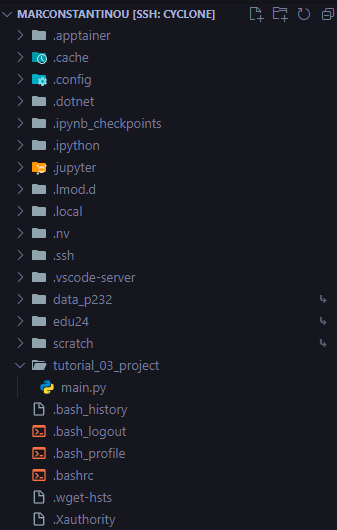 MARCONSTANTINOU [SSH: CYCLONE]
.apptainer
.cache
.config
.dotnet
.ipynb_checkpoints
.ipython
.jupyter
.lmod.d
.local
.nv
.ssh
.vscode-server
data_p232
edu24
scratch
tutorial_03_project
main.py
.bash_history
.bash_logout
.bash_profile
.bashrc
.wget-hsts
.Xauthority